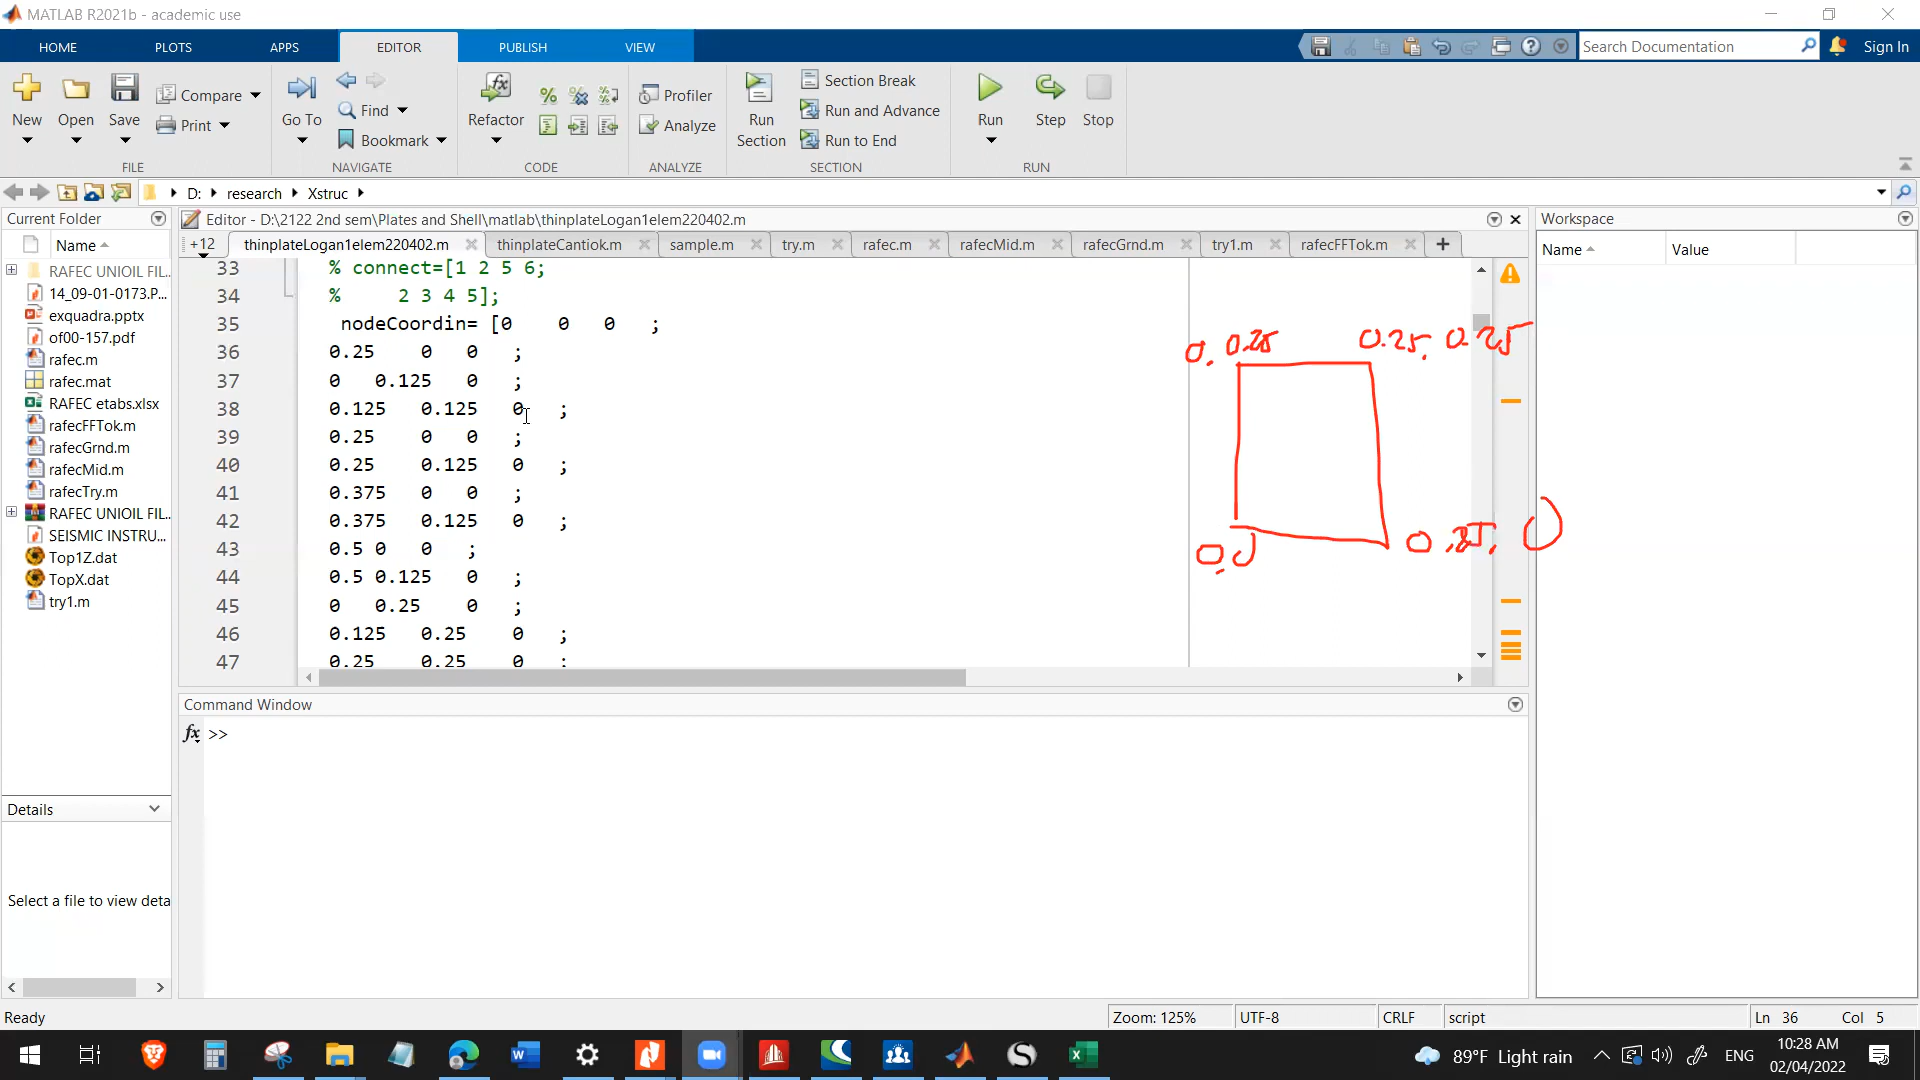 MATLAB R2021b - academic use
HOME PLOTS APPS EDITOR PUBLISH VIEW
Search Documentation
Sign In
New Open Save Compare Print
FILE
Go To Find Bookmark
NAVIGATE
Refactor
CODE
Profiler
Analyze
ANALYZE
Run Section
Section Break
Run and Advance
Run to End
SECTION
Run Step Stop
RUN
D: research Xstruc
Current Folder
Name
RAFEC UNIOIL FIL...
14_09-01-0173.P...
exquadra.pptx
of00-157.pdf
rafec.m
rafec.mat
RAFEC etabs.xlsx
rafecFFTok.m
rafecGrnd.m
rafecMid.m
rafecTry.m
RAFEC UNIOIL FIL...
SEISMIC INSTRU...
Top1Z.dat
TopX.dat
try1.m
Details
Select a file to view deta
Editor - D:\2122 2nd sem\Plates and Shell\matlab\thinplateLogan1elem220402.m
+12 thinplateLogan1elem220402.m thinplateCantiok.m sample.m try.m rafec.m rafecMid.m rafecGrnd.m try1.m rafecFFTok.m
33 % connect=[1 2 5 6;
34 % 2 3 4 5];
35 nodeCoordin= [0 0 0 ;
36 0.25 0 0 ;
37 0 0.125 0 ;
38 0.125 0.125 0 ;
39 0.25 0 0 ;
40 0.25 0.125 0 ;
41 0.375 0 0 ;
42 0.375 0.125 0 ;
43 0.5 0 0 ;
44 0.5 0.125 0 ;
45 0 0.25 0 ;
46 0.125 0.25 0 ;
47 0.25 0.25 0 ;
0, 0.25 0.25, 0.25
0,0 0.25, 0
Command Window
fx >>
Workspace
Name Value
Ready
Zoom: 125% UTF-8 CRLF script Ln 36 Col 5
89°F Light rain
ENG
10:28 AM
02/04/2022